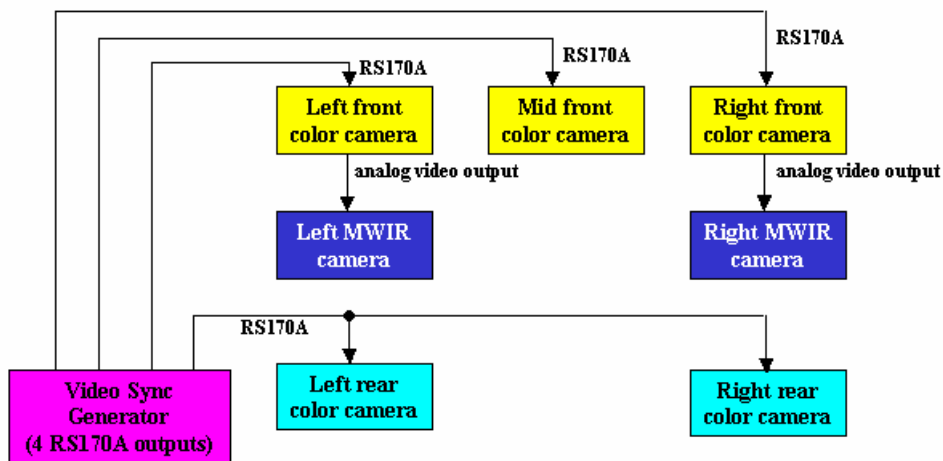 RS170A
RS170A
RS170A
Left front
color camera
Mid front
color camera
Right front
color camera
analog video output
analog video output
Left MWIR
camera
Right MWIR
camera
RS170A
Left rear
color camera
Right rear
color camera
Video Sync
Generator
(4 RS170A outputs)